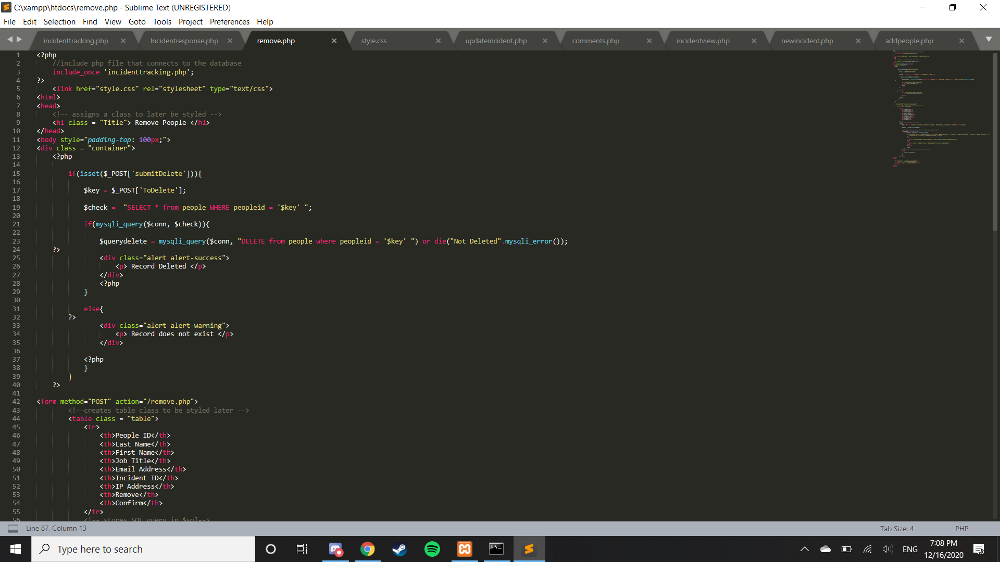 C:\xampp\htdocs\remove.php - Sublime Text (UNREGISTERED)
File Edit Selection Find View Goto Tools Project Preferences Help
incidenttracking.php Incidentresponse.php remove.php style.css updateincident.php comments.php incidentview.php newincident.php addpeople.php
1 <?php
2 //include php file that connects to the database
3 include_once 'incidenttracking.php';
4 ?>
5 <link href="style.css" rel="stylesheet" type="text/css">
6 <html>
7 <head>
8 <!-- assigns a class to later be styled -->
9 <h1 class = "Title"> Remove People </h1>
10 </head>
11 <body style="padding-top: 100px;">
12 <div class = "container">
13 <?php
14
15 if(isset($_POST['submitDelete'])){
16
17 $key = $_POST['ToDelete'];
18
19 $check =  "SELECT * from people WHERE peopleid = '$key' ";
20
21 if(mysqli_query($conn, $check)){
22
23 $querydelete = mysqli_query($conn, "DELETE from people where peopleid = '$key' ") or die("Not Deleted".mysqli_error());
24 ?>
25 <div class="alert alert-success">
26 <p> Record Deleted </p>
27 </div>
28 <?php
29 }
30
31 else{
32 ?>
33 <div class="alert alert-warning">
34 <p> Record does not exist </p>
35 </div>
36
37 <?php
38 }
39 }
40 ?>
41
42 <form method="POST" action="/remove.php">
43 <!--creates table class to be styled later -->
44 <table class = "table">
45 <tr>
46 <th>People ID</th>
47 <th>Last Name</th>
48 <th>First Name</th>
49 <th>Job Title</th>
50 <th>Email Address</th>
51 <th>Incident ID</th>
52 <th>IP Address</th>
53 <th>Remove</th>
54 <th>Confirm</th>
55 </tr>
56 <!-- stores SQL query in $sql-->
Line 87, Column 13 Tab Size: 4 PHP
Type here to search
ENG
7:08 PM
12/16/2020